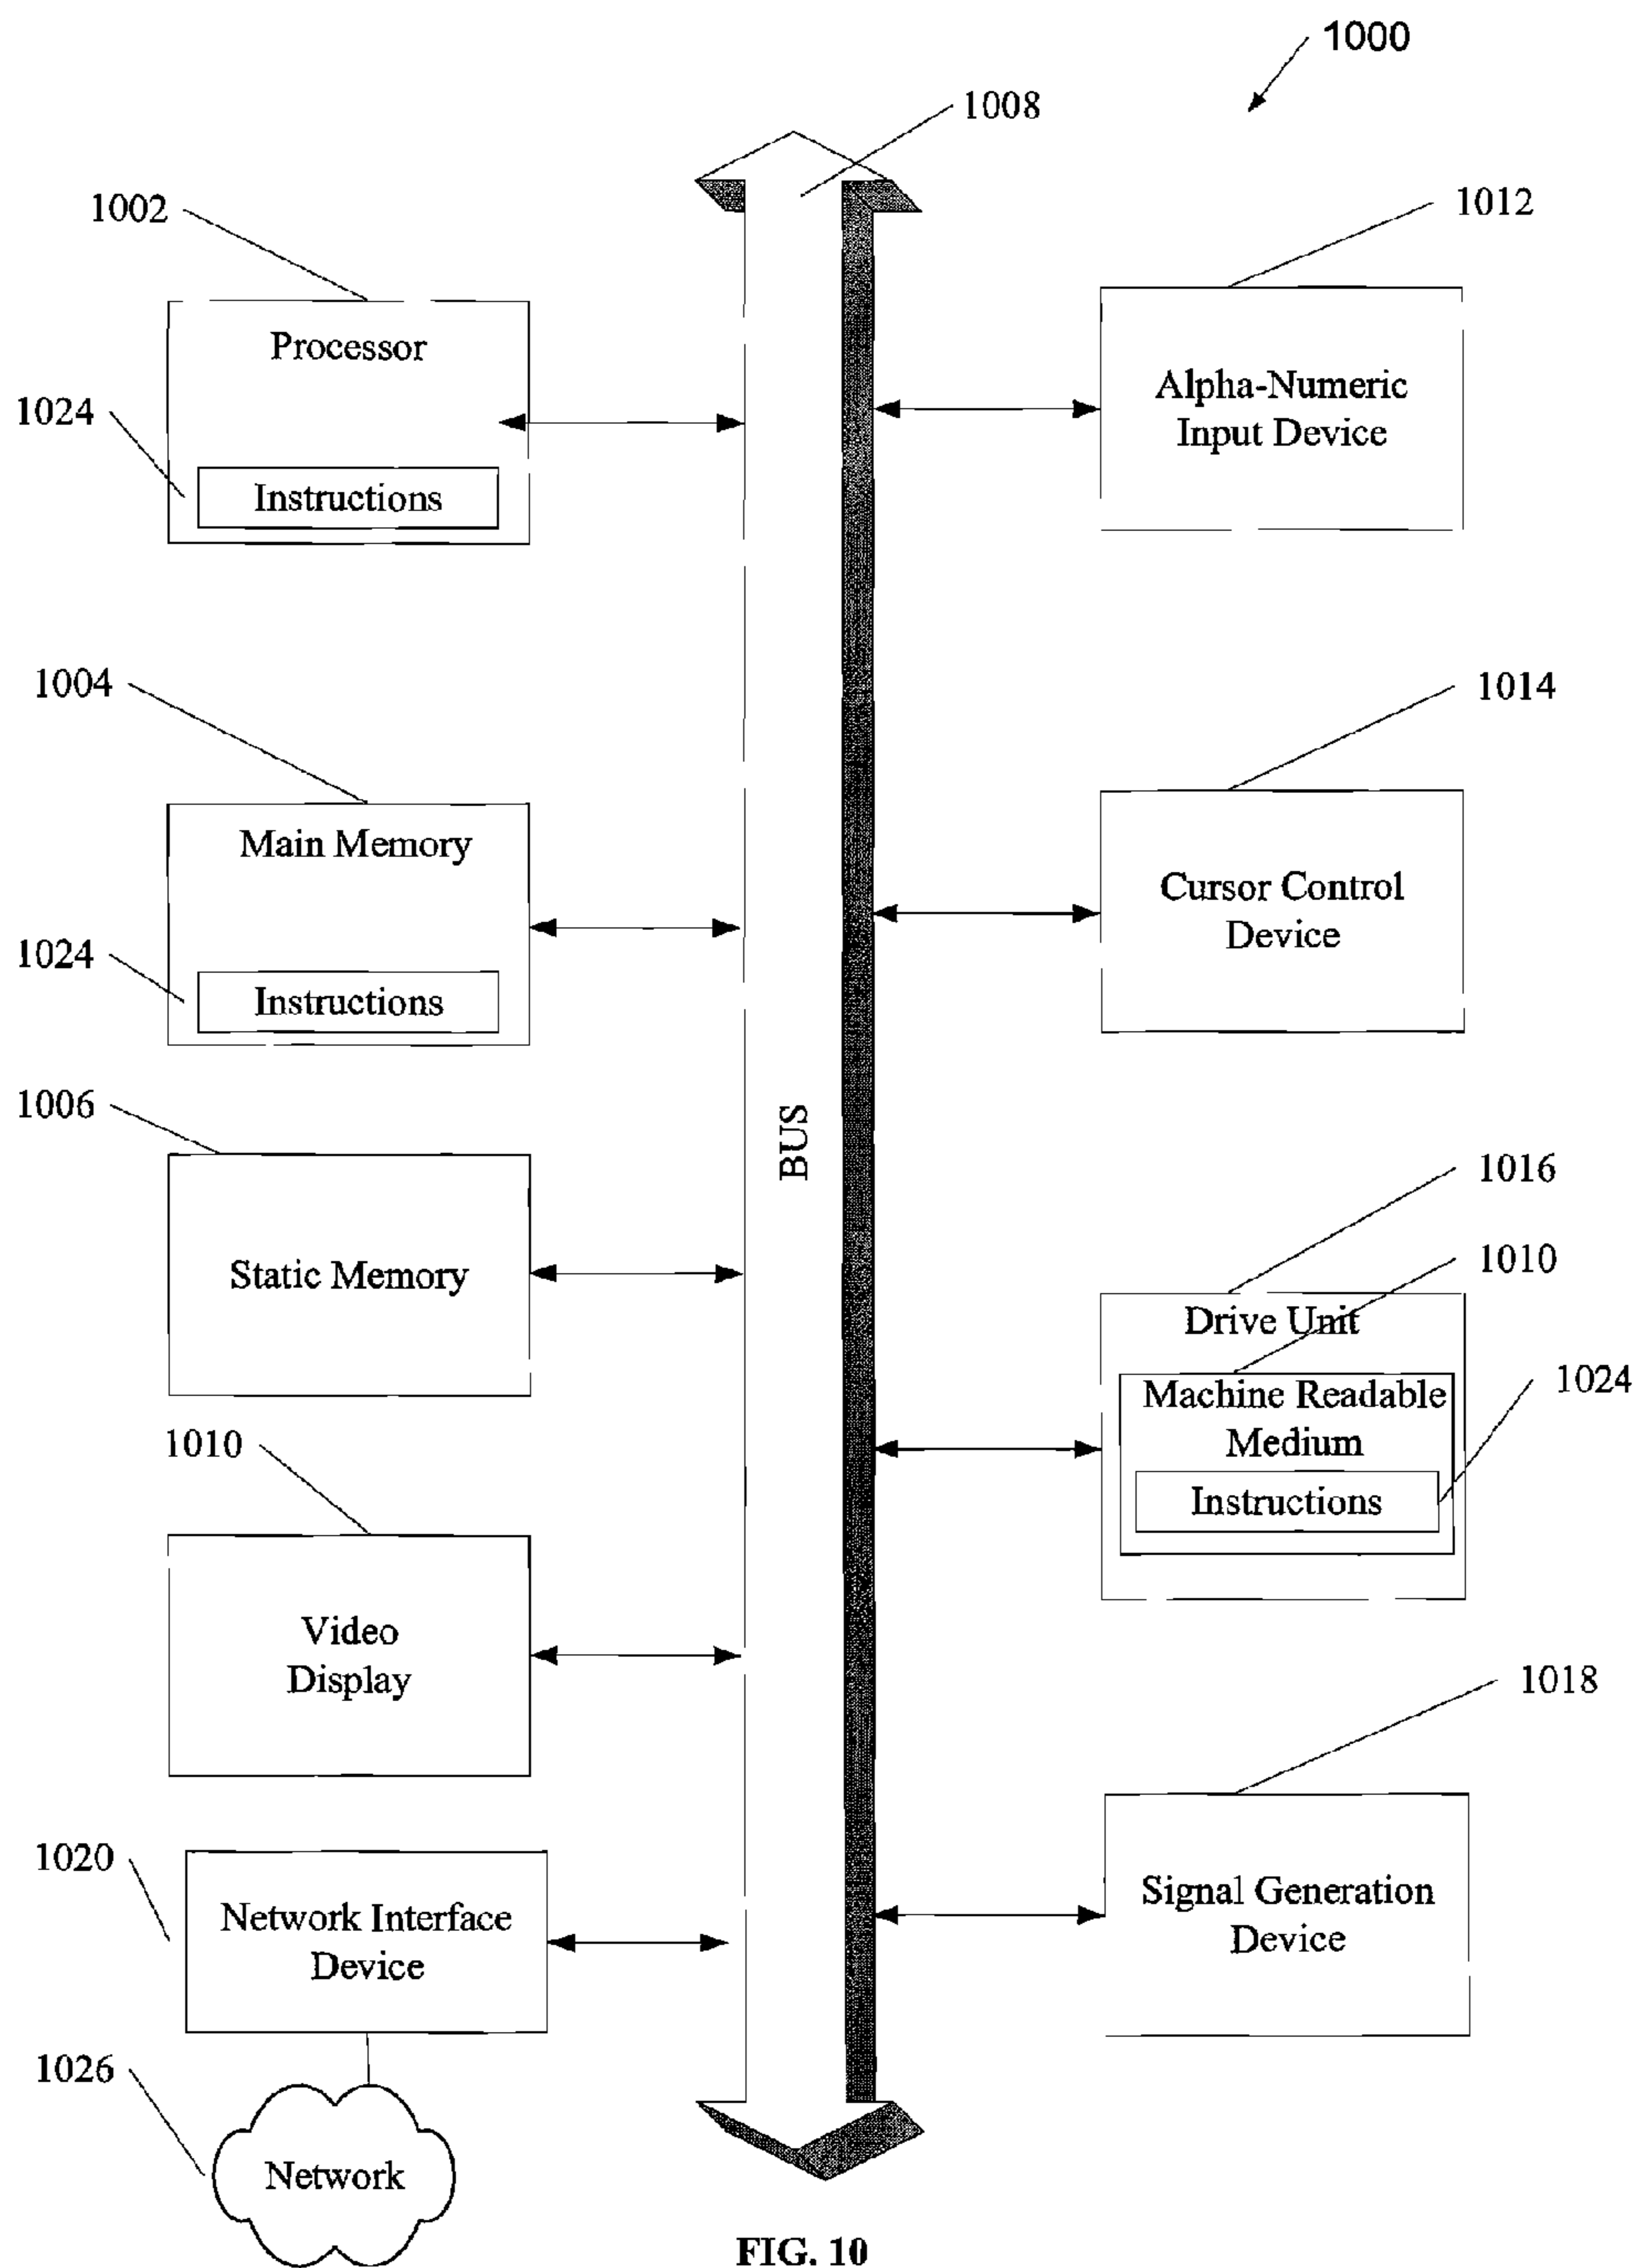 1000
1008
1002
1012
Processor
1024
Instructions
Alpha-Numeric
Input Device
1004
1014
Main Memory
1024
Instructions
Cursor Control
Device
1006
BUS
1016
1010
Static Memory
Drive Unit
Machine Readable
Medium
Instructions
1024
1010
Video
Display
1018
1020
Network Interface
Device
Signal Generation
Device
1026
Network
FIG. 10